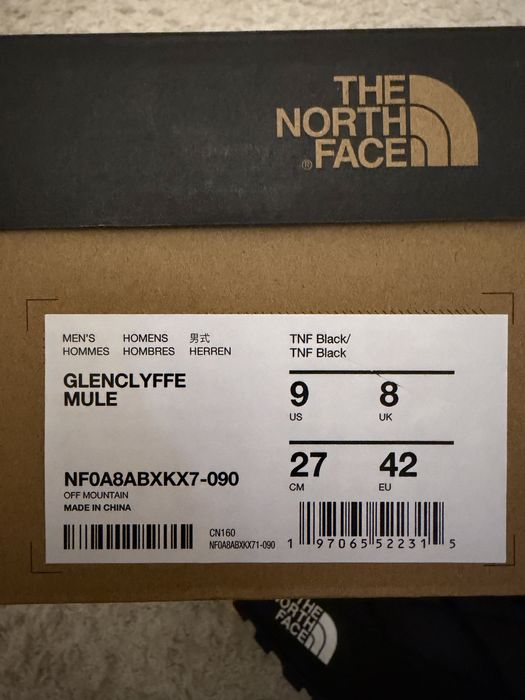 THE
NORTH
FACE
®
MEN'S HOMENS 男式
HOMMES HOMBRES HERREN
GLENCLYFFE
MULE
NF0A8ABXKX7-090
OFF MOUNTAIN
MADE IN CHINA
TNF Black/
TNF Black
9 8
US UK
27 42
CM EU
CN160
NF0A8ABXKX71-090
1 97065 52231 5
THE
NORTH
FACE